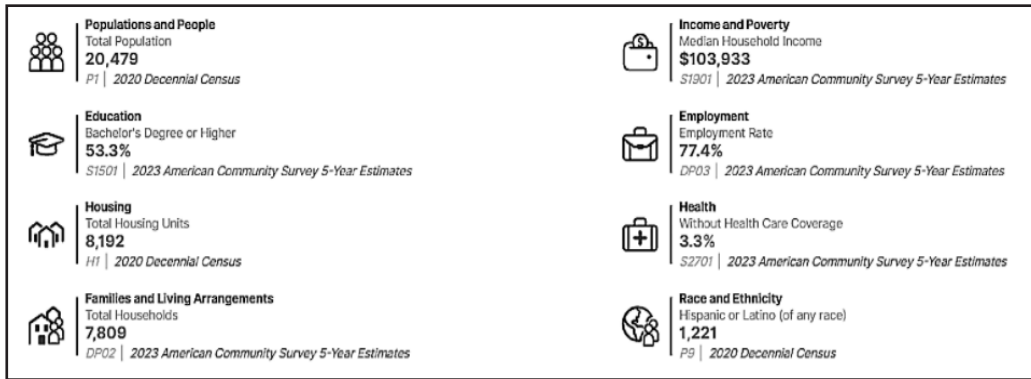 Populations and People
Total Population
20,479
P1 | 2020 Decennial Census
Education
Bachelor's Degree or Higher
53.3%
S1501 | 2023 American Community Survey 5-Year Estimates
Housing
Total Housing Units
8,192
H1 | 2020 Decennial Census
Families and Living Arrangements
Total Households
7,809
DP02 | 2023 American Community Survey 5-Year Estimates
Income and Poverty
Median Household Income
$103,933
S1901 | 2023 American Community Survey 5-Year Estimates
Employment
Employment Rate
77.4%
DP03 | 2023 American Community Survey 5-Year Estimates
Health
Without Health Care Coverage
3.3%
S2701 | 2023 American Community Survey 5-Year Estimates
Race and Ethnicity
Hispanic or Latino (of any race)
1,221
P9 | 2020 Decennial Census